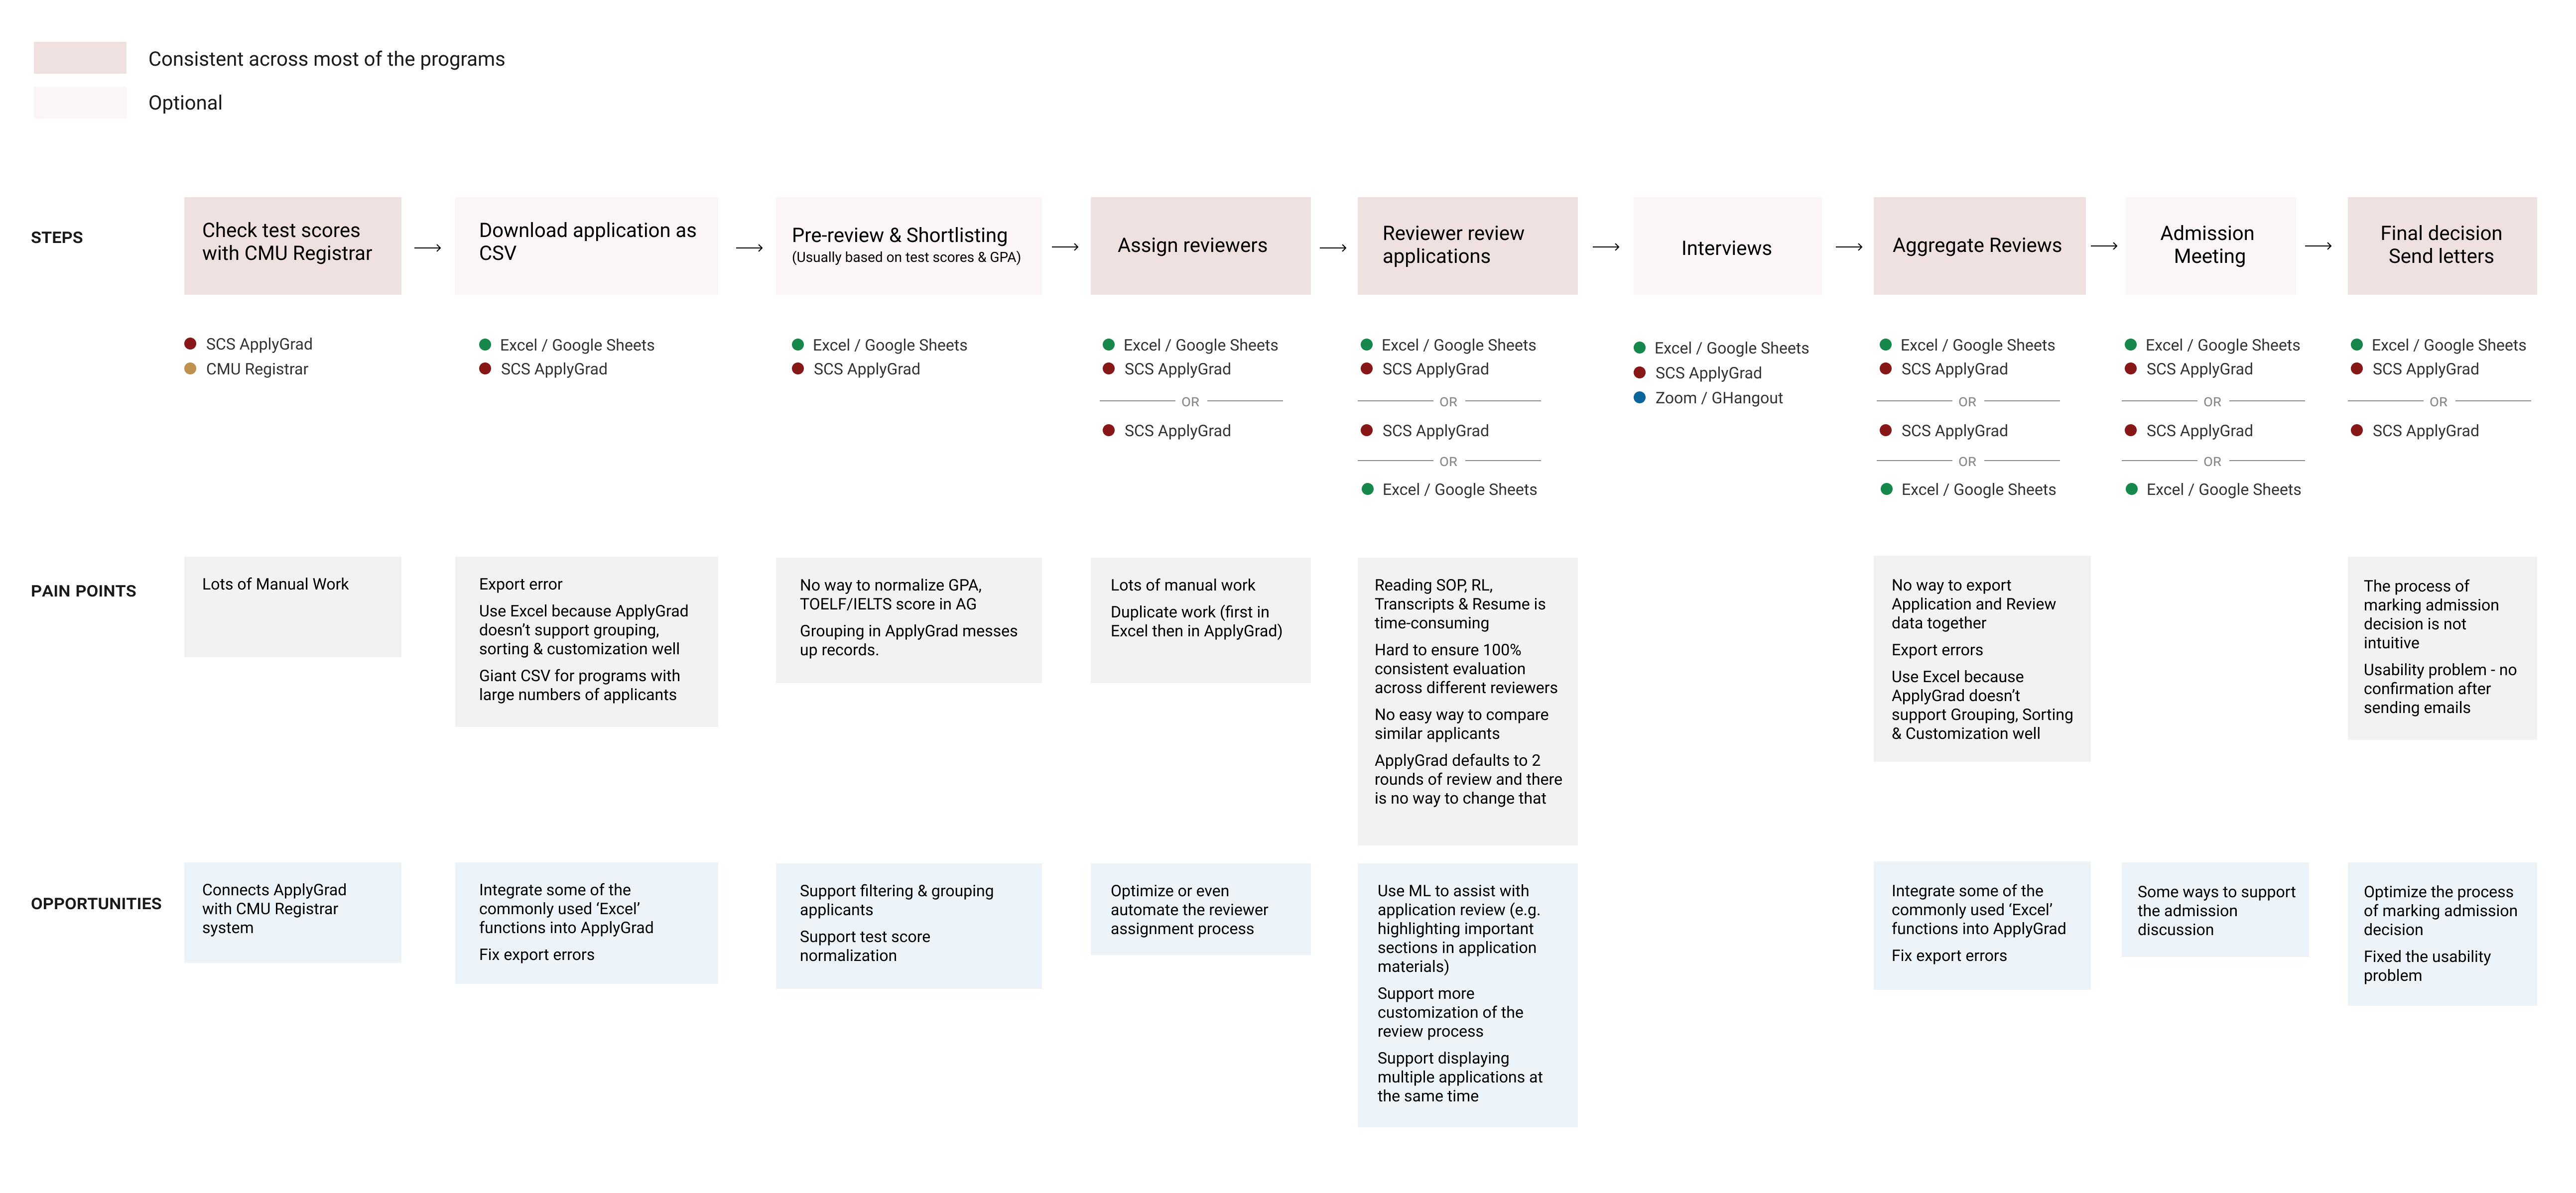 Consistent across most of the programs
Optional
STEPS
Check test scores
with CMU Registrar
Download application as
CSV
Pre-review & Shortlisting
(Usually based on test scores & GPA)
Assign reviewers
Reviewer review
applications
Interviews
Aggregate Reviews
Admission
Meeting
Final decision
Send letters
SCS ApplyGrad
CMU Registrar
Excel / Google Sheets
SCS ApplyGrad
Excel / Google Sheets
SCS ApplyGrad
Excel / Google Sheets
SCS ApplyGrad
OR
SCS ApplyGrad
Excel / Google Sheets
SCS ApplyGrad
OR
SCS ApplyGrad
OR
Excel / Google Sheets
Excel / Google Sheets
SCS ApplyGrad
Zoom / GHangout
Excel / Google Sheets
SCS ApplyGrad
OR
SCS ApplyGrad
OR
Excel / Google Sheets
Excel / Google Sheets
SCS ApplyGrad
OR
SCS ApplyGrad
OR
Excel / Google Sheets
Excel / Google Sheets
SCS ApplyGrad
OR
SCS ApplyGrad
PAIN POINTS
Lots of Manual Work
Export error
Use Excel because ApplyGrad
doesn’t support grouping,
sorting & customization well
Giant CSV for programs with
large numbers of applicants
No way to normalize GPA,
TOELF/IELTS score in AG
Grouping in ApplyGrad messes
up records.
Lots of manual work
Duplicate work (first in
Excel then in ApplyGrad)
Reading SOP, RL,
Transcripts & Resume is
time-consuming
Hard to ensure 100%
consistent evaluation
across different reviewers
No easy way to compare
similar applicants
ApplyGrad defaults to 2
rounds of review and there
is no way to change that
No way to export
Application and Review
data together
Export errors
Use Excel because
ApplyGrad doesn’t
support Grouping, Sorting
& Customization well
The process of
marking admission
decision is not
intuitive
Usability problem - no
confirmation after
sending emails
OPPORTUNITIES
Connects ApplyGrad
with CMU Registrar
system
Integrate some of the
commonly used ‘Excel’
functions into ApplyGrad
Fix export errors
Support filtering & grouping
applicants
Support test score
normalization
Optimize or even
automate the reviewer
assignment process
Use ML to assist with
application review (e.g.
highlighting important
sections in application
materials)
Support more
customization of the
review process
Support displaying
multiple applications at
the same time
Integrate some of the
commonly used ‘Excel’
functions into ApplyGrad
Fix export errors
Some ways to support
the admission
discussion
Optimize the process
of marking admission
decision
Fixed the usability
problem